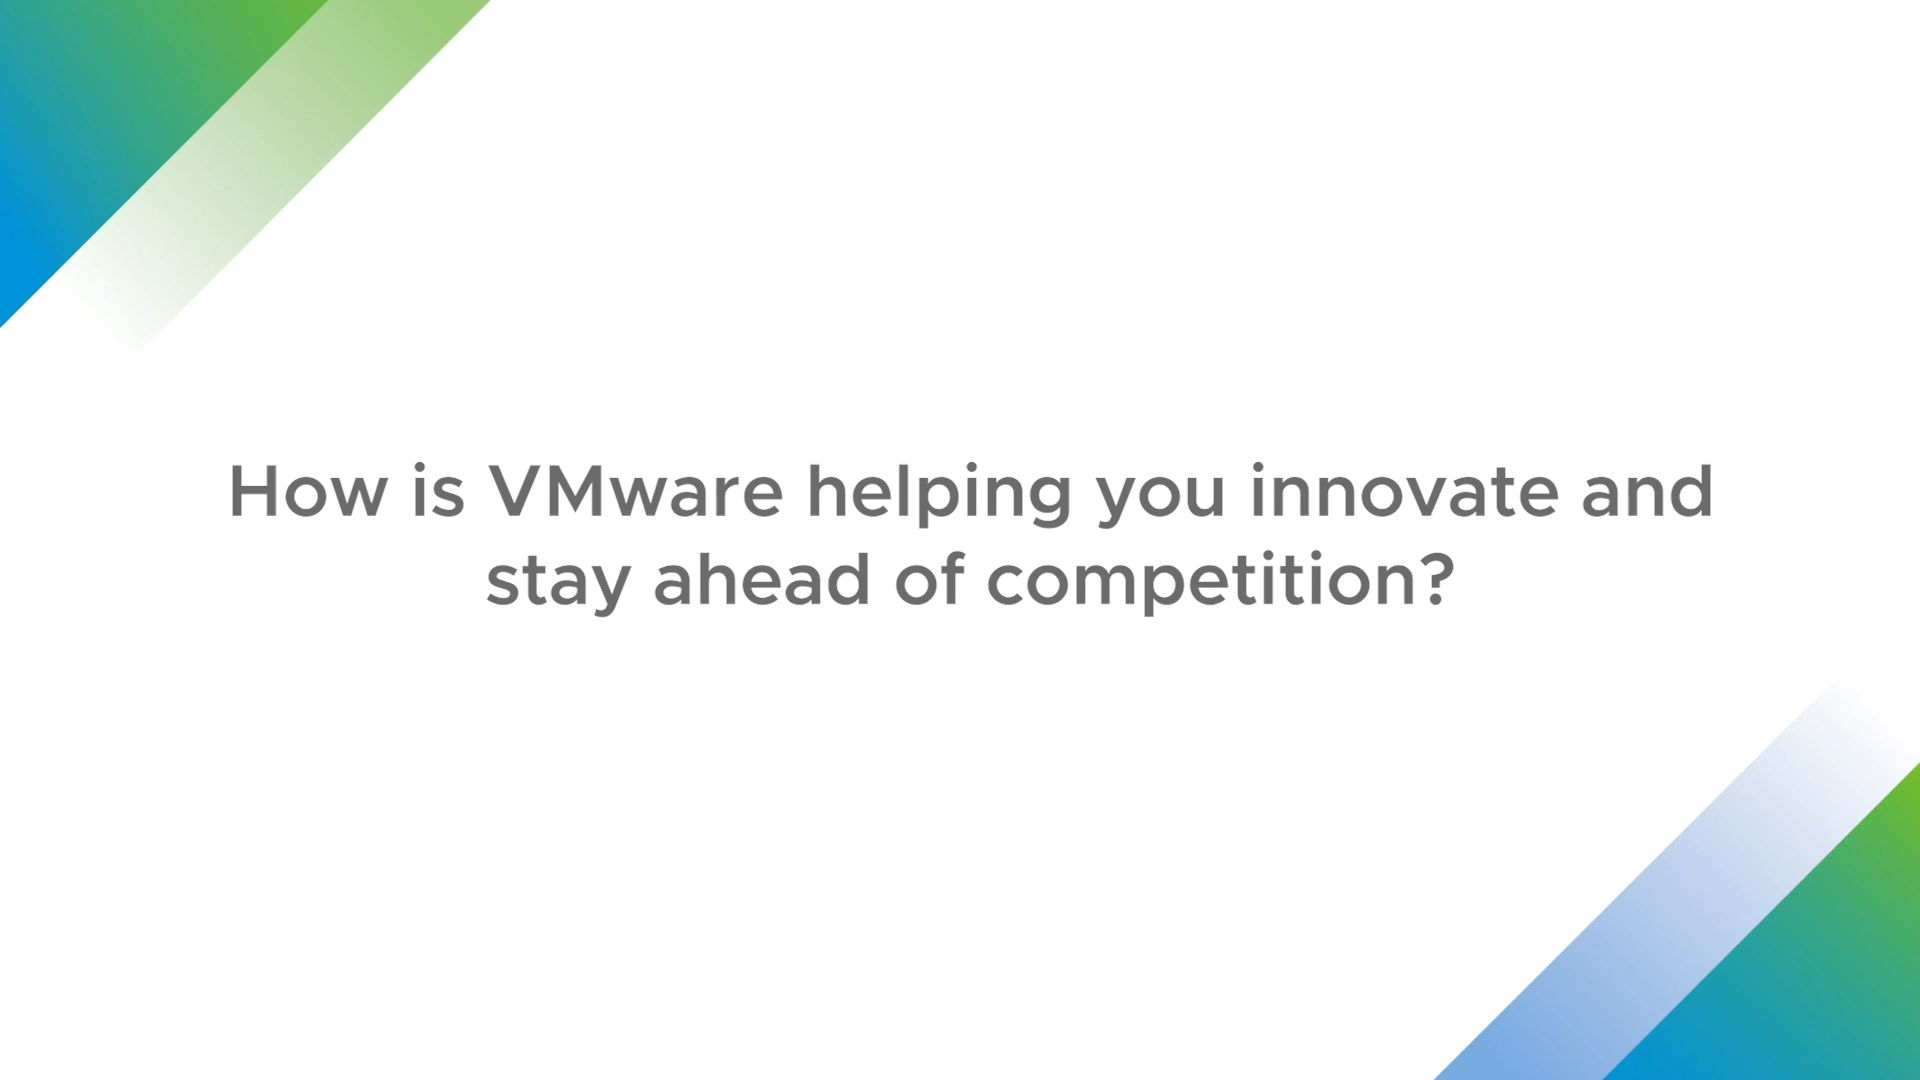 How is VMware helping you innovate and
stay ahead of competition?